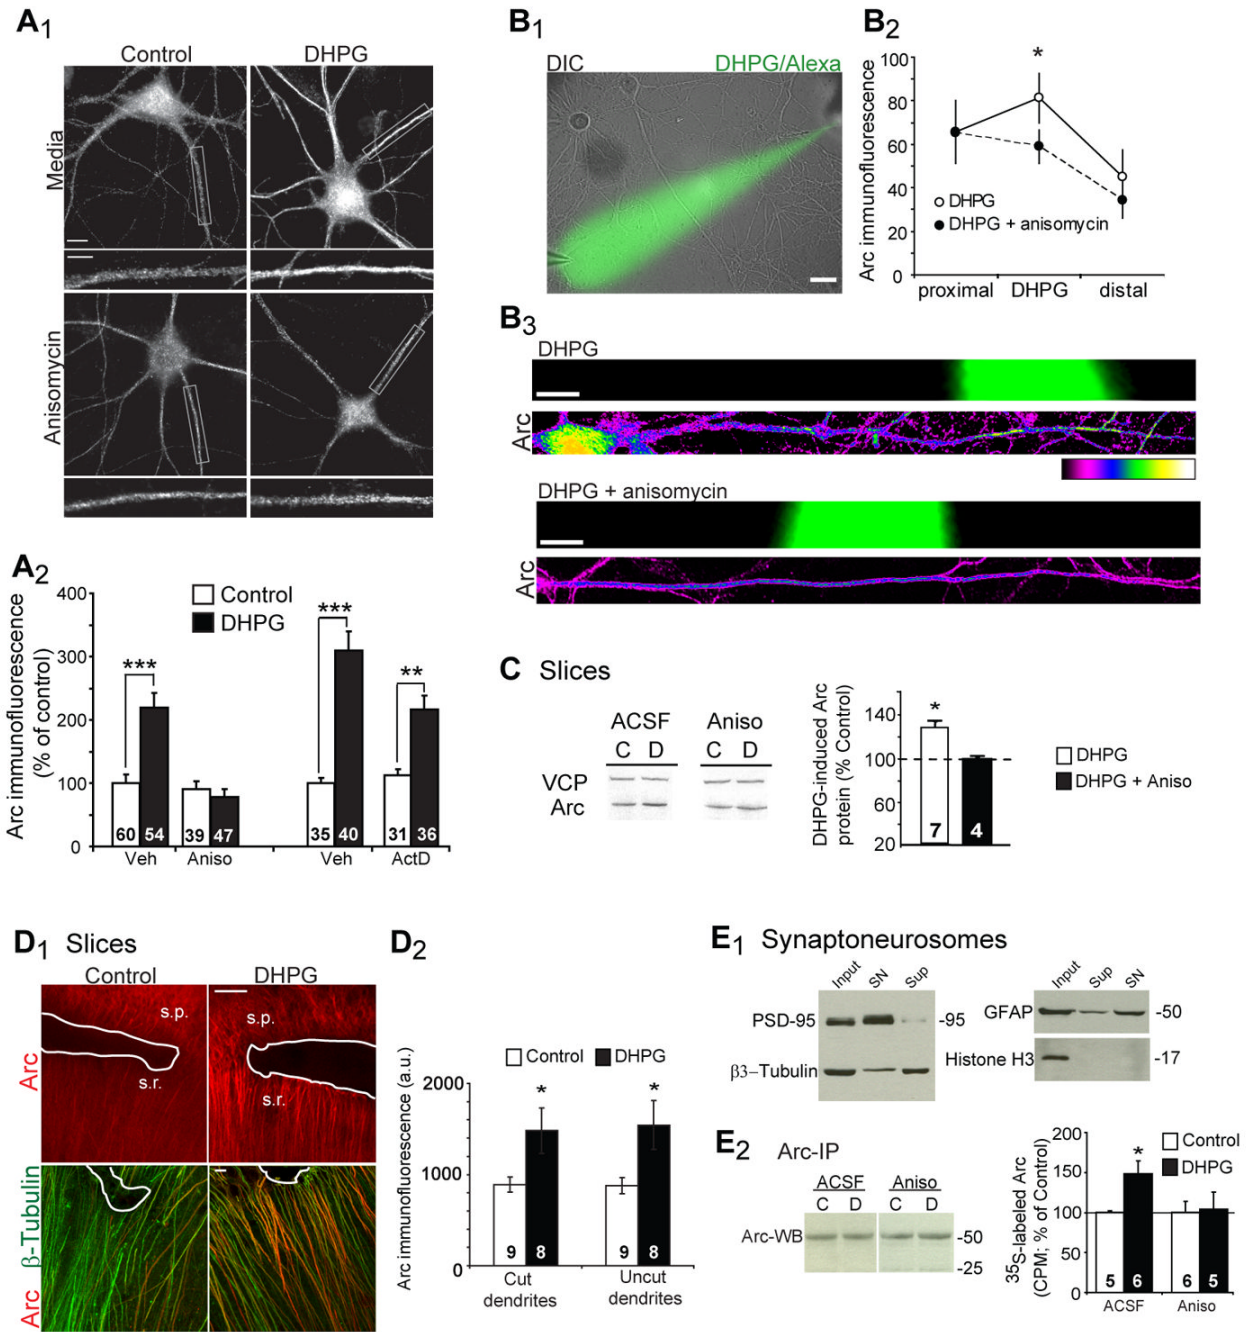 A1
Control DHPG
Media
Anisomycin
A2
Arc immunofluorescence
(% of control)
400
300
200
100
0
Control
DHPG
***
***
**
60 54 39 47 35 40 31 36
Veh Aniso Veh ActD
B1
DIC DHPG/Alexa
B2
Arc immunofluorescence
100
80
60
40
20
0
*
DHPG
DHPG + anisomycin
proximal DHPG distal
B3
DHPG
Arc
DHPG + anisomycin
Arc
C Slices
ACSF Aniso
C D C D
VCP
Arc
DHPG-induced Arc
protein (% Control)
140
100
60
20
*
7 4
DHPG
DHPG + Aniso
D1 Slices
Control DHPG
Arc
s.p.
s.r.
s.p.
s.r.
Arc β-Tubulin
D2
Control DHPG
Arc immunofluorescence (a.u.)
2000
1000
0
* *
9 8 9 8
Cut
dendrites
Uncut
dendrites
E1 Synaptoneurosomes
Input SN Sup
PSD-95 -95
β3-Tubulin
Input Sup SN
GFAP -50
Histone H3 -17
E2 Arc-IP
ACSF Aniso
C D C D
Arc-WB -50
-25
35S-labeled Arc
(CPM; % of Control)
200
150
100
50
0
Control
DHPG
*
5 6 6 5
ACSF Aniso